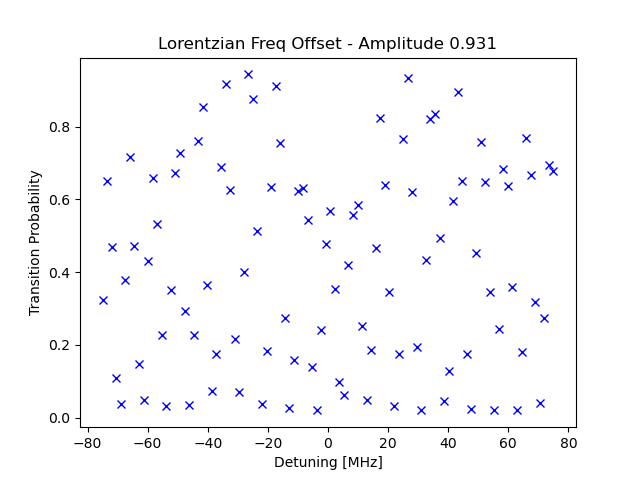 Lorentzian Freq Offset - Amplitude 0.931
Transition Probability
0.8
0.6
0.4
0.2
0.0
−80 −60 −40 −20 0 20 40 60 80
Detuning [MHz]